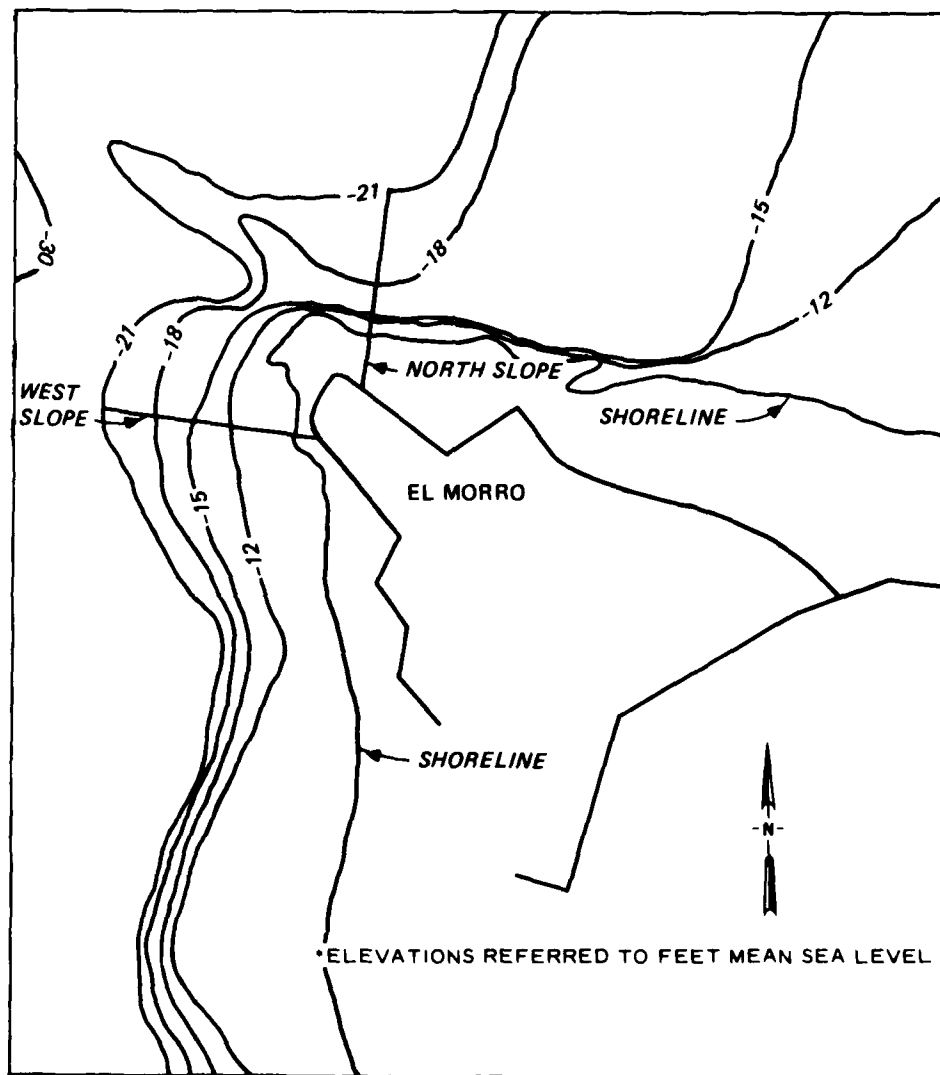 -21
-15
-18
-30
-12
-21
-18
NORTH SLOPE
WEST
SLOPE
SHORELINE
EL MORRO
-15
-12
SHORELINE
-N-
*ELEVATIONS REFERRED TO FEET MEAN SEA LEVEL